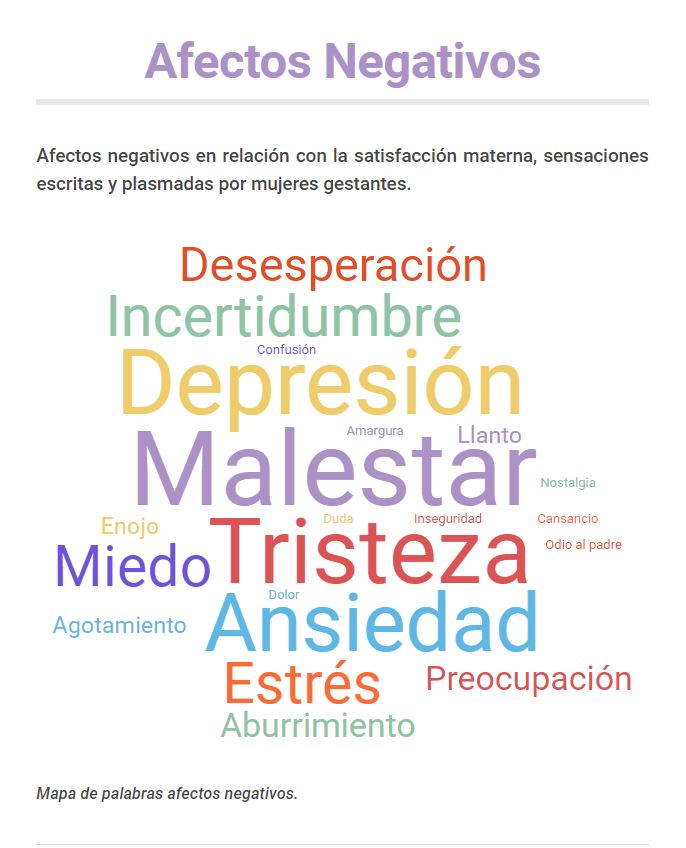 Afectos Negativos
Afectos negativos en relación con la satisfacción materna, sensaciones
escritas y plasmadas por mujeres gestantes.
Desesperación
Incertidumbre
Confusión
Depresión
Amargura
Llanto
Malestar
Nostalgia
Enojo
Duda
Inseguridad
Cansancio
Miedo
Tristeza
Odio al padre
Dolor
Agotamiento
Ansiedad
Estrés
Preocupación
Aburrimiento
Mapa de palabras afectos negativos.